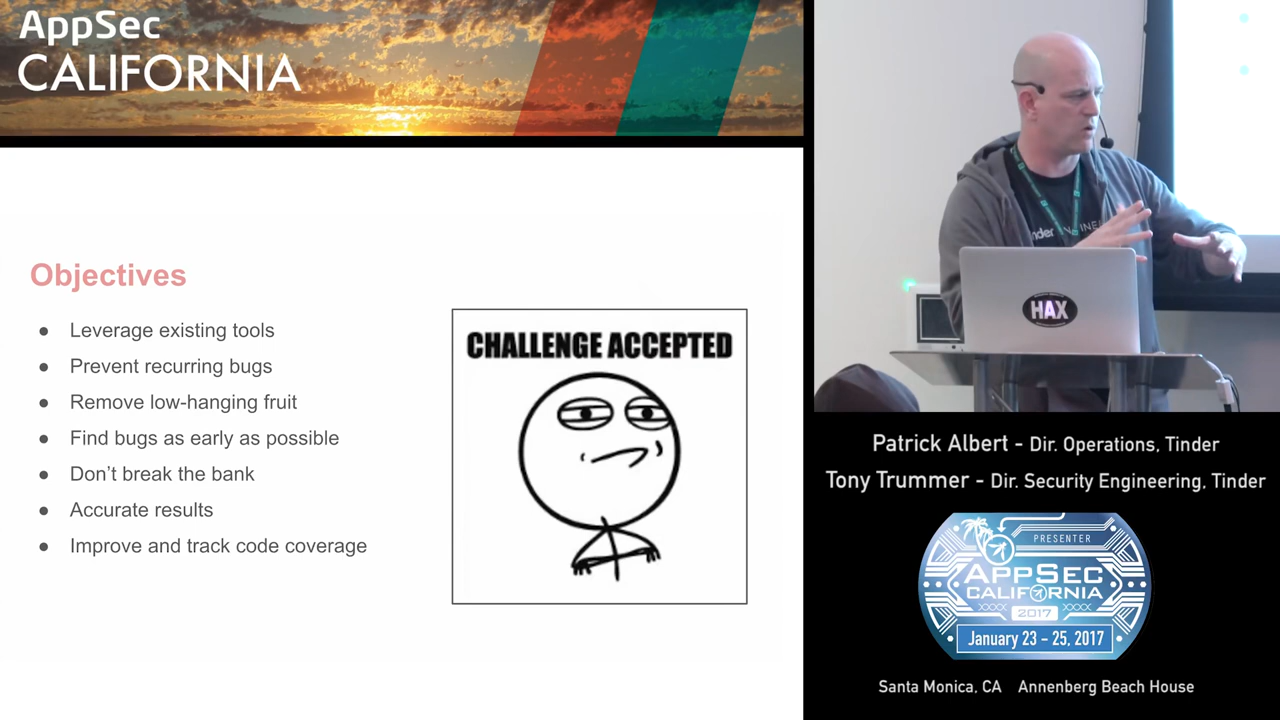 AppSec
CALIFORNIA
Objectives
● Leverage existing tools
● Prevent recurring bugs
● Remove low-hanging fruit
● Find bugs as early as possible
● Don’t break the bank
● Accurate results
● Improve and track code coverage
CHALLENGE ACCEPTED
HAX
Patrick Albert - Dir. Operations, Tinder
Tony Trummer - Dir. Security Engineering, Tinder
PRESENTER
APPSEC
CALIFORNIA
2017
January 23 - 25, 2017
Santa Monica, CA Annenberg Beach House